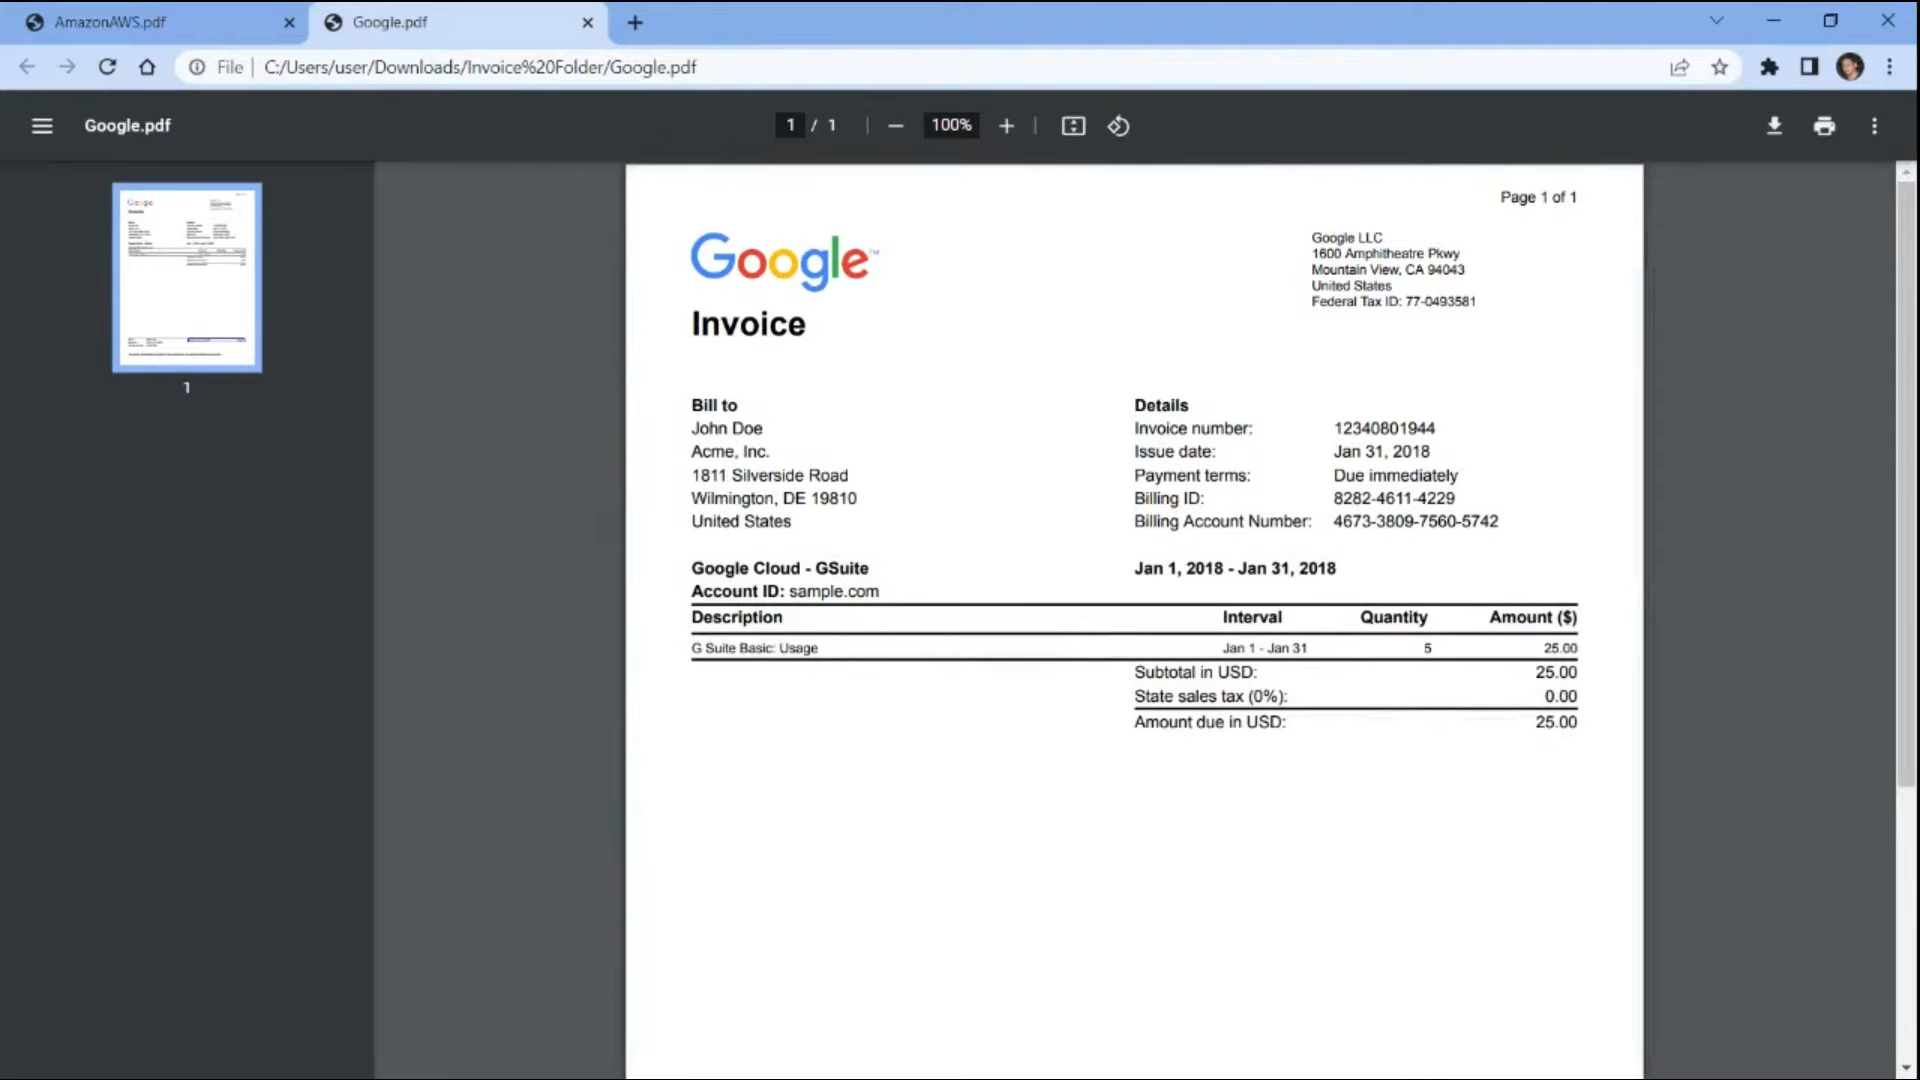 AmazonAWS.pdf
Google.pdf
File
C:/Users/user/Downloads/Invoice%20Folder/Google.pdf
Google.pdf
1 / 1
100%
1
Page 1 of 1
Google™
Google LLC
1600 Amphitheatre Pkwy
Mountain View, CA 94043
United States
Federal Tax ID: 77-0493581
Invoice
Bill to
John Doe
Acme, Inc.
1811 Silverside Road
Wilmington, DE 19810
United States
Details
Invoice number: 12340801944
Issue date: Jan 31, 2018
Payment terms: Due immediately
Billing ID: 8282-4611-4229
Billing Account Number: 4673-3809-7560-5742
Google Cloud - GSuite Jan 1, 2018 - Jan 31, 2018
Account ID: sample.com
Description Interval Quantity Amount ($)
G Suite Basic: Usage Jan 1 - Jan 31 5 25.00
Subtotal in USD: 25.00
State sales tax (0%): 0.00
Amount due in USD: 25.00